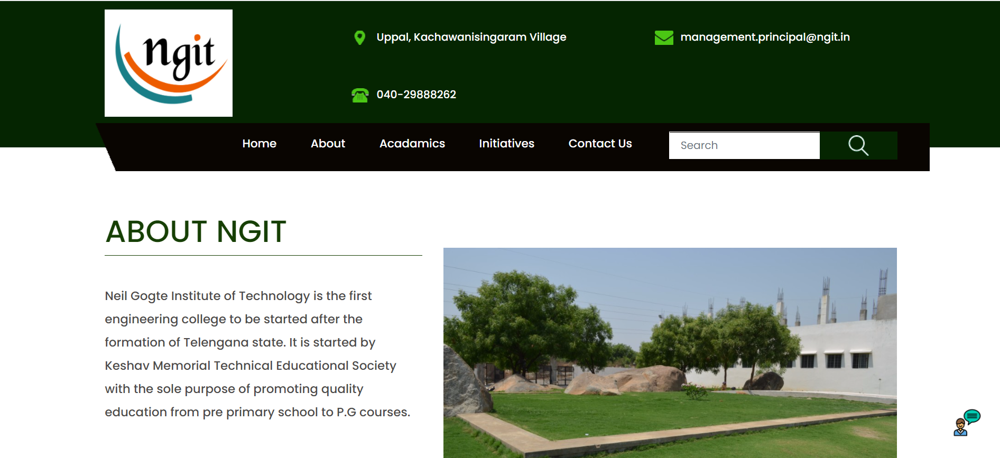 ngit
Uppal, Kachawanisingaram Village
management.principal@ngit.in
040-29888262
Home
About
Acadamics
Initiatives
Contact Us
Search
ABOUT NGIT
Neil Gogte Institute of Technology is the first
engineering college to be started after the
formation of Telengana state. It is started by
Keshav Memorial Technical Educational Society
with the sole purpose of promoting quality
education from pre primary school to P.G courses.